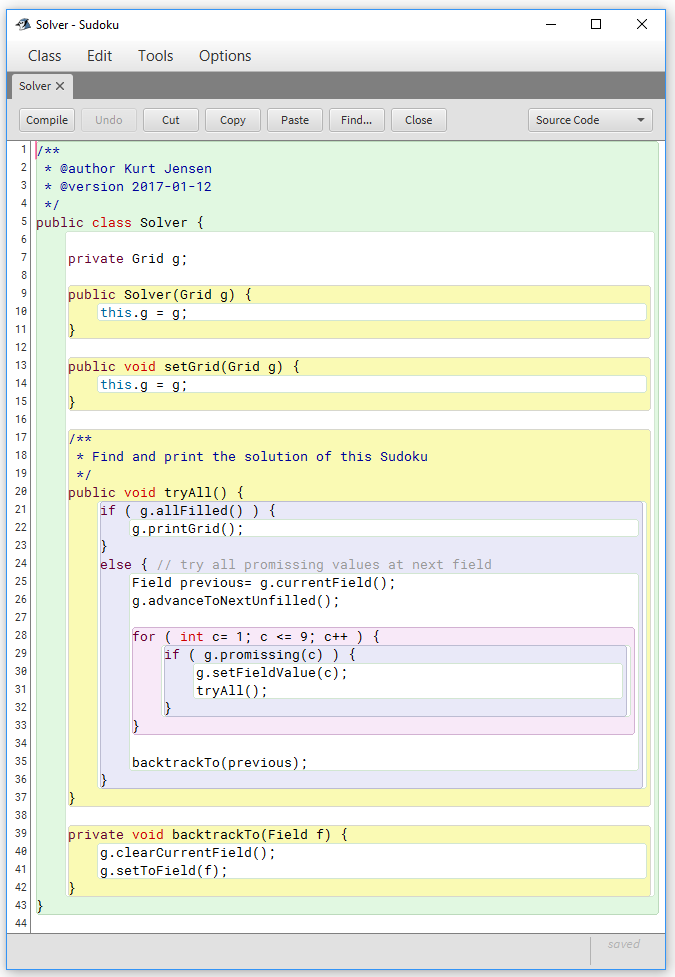 Solver - Sudoku
Class Edit Tools Options
Solver
Compile Undo Cut Copy Paste Find... Close Source Code
1 /**
2  * @author Kurt Jensen
3  * @version 2017-01-12
4  */
5 public class Solver {
6
7     private Grid g;
8
9     public Solver(Grid g) {
10         this.g = g;
11     }
12
13     public void setGrid(Grid g) {
14         this.g = g;
15     }
16
17     /**
18      * Find and print the solution of this Sudoku
19      */
20     public void tryAll() {
21         if ( g.allFilled() ) {
22             g.printGrid();
23         }
24         else { // try all promissing values at next field
25             Field previous= g.currentField();
26             g.advanceToNextUnfilled();
27
28             for ( int c= 1; c <= 9; c++ ) {
29                 if ( g.promissing(c) ) {
30                     g.setFieldValue(c);
31                     tryAll();
32                 }
33             }
34
35             backtrackTo(previous);
36         }
37     }
38
39     private void backtrackTo(Field f) {
40         g.clearCurrentField();
41         g.setToField(f);
42     }
43 }
44
saved